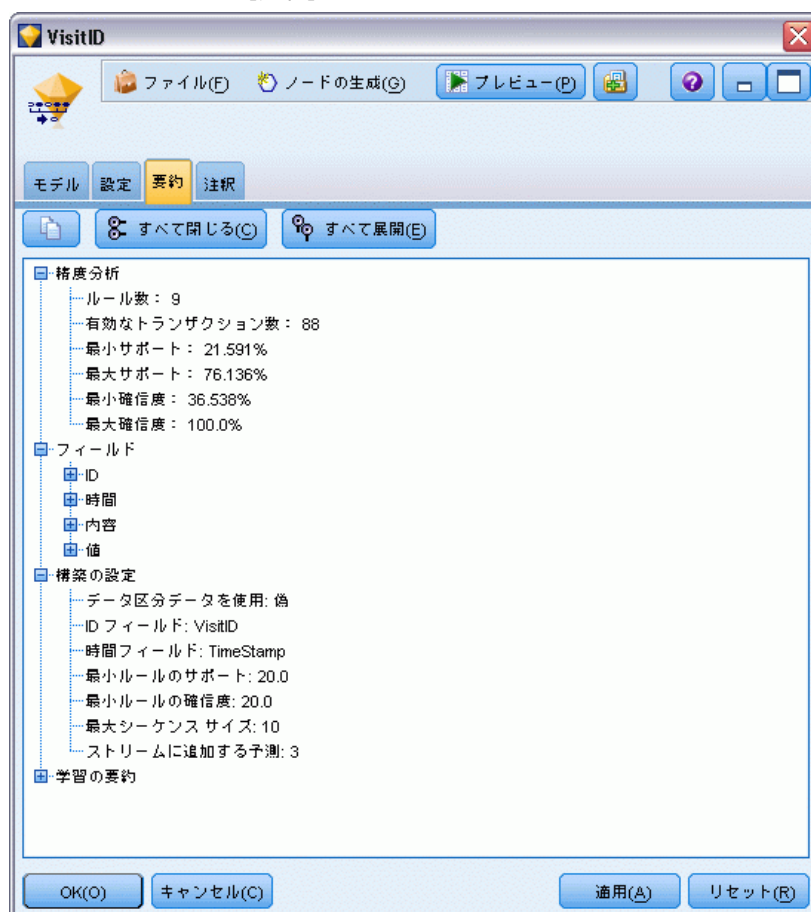 VisitID
ファイル(F) ノードの生成(G) プレビュー(P)
モデル 設定 要約 注釈
すべて閉じる(C) すべて展開(E)
精度分析
ルール数: 9
有効なトランザクション数: 88
最小サポート: 21.591%
最大サポート: 76.136%
最小確信度: 36.538%
最大確信度: 100.0%
フィールド
ID
時間
内容
値
構築の設定
データ区分データを使用: 偽
ID フィールド: VisitID
時間フィールド: TimeStamp
最小ルールのサポート: 20.0
最小ルールの確信度: 20.0
最大シーケンス サイズ: 10
ストリームに追加する予測: 3
学習の要約
OK(O) キャンセル(C) 適用(A) リセット(R)